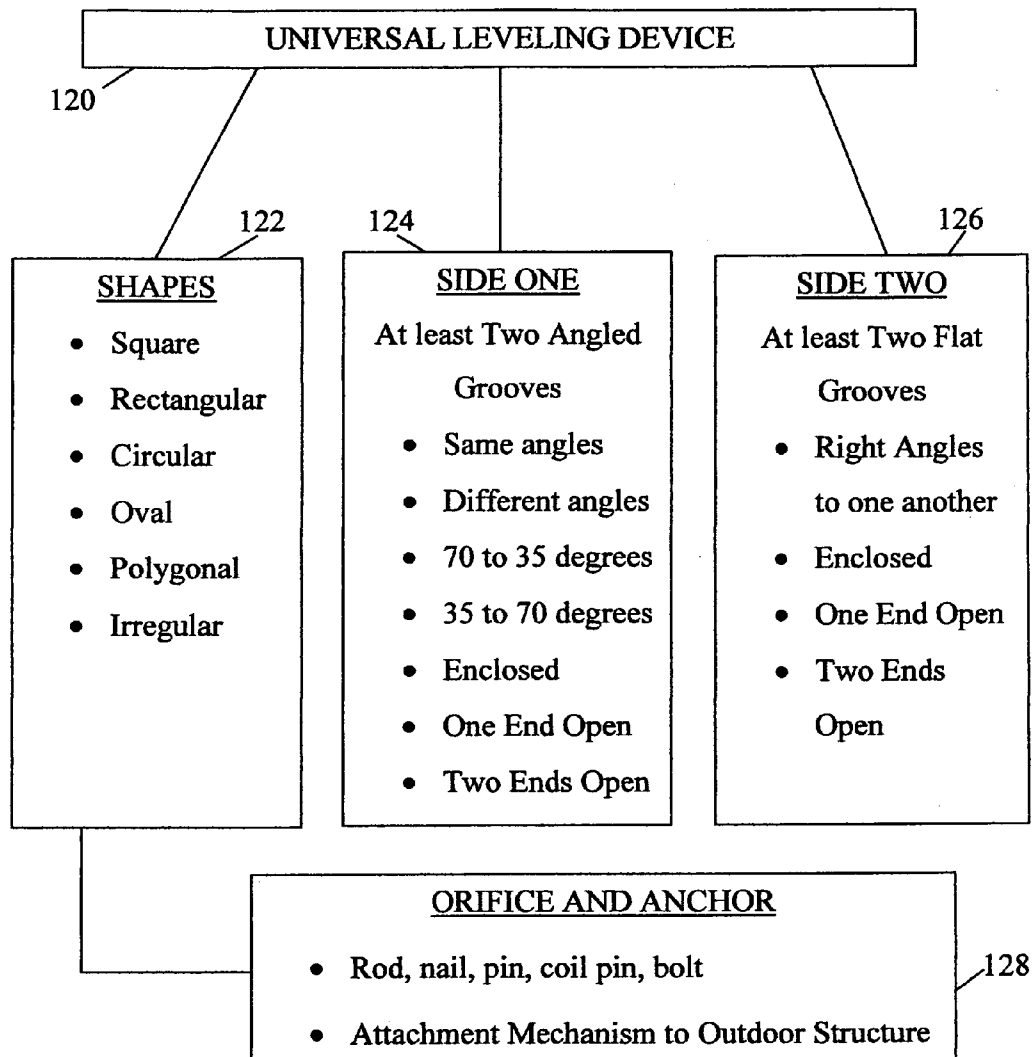 UNIVERSAL LEVELING DEVICE
120
122
124
126
SHAPES
• Square
• Rectangular
• Circular
• Oval
• Polygonal
• Irregular
SIDE ONE
At least Two Angled
Grooves
• Same angles
• Different angles
• 70 to 35 degrees
• 35 to 70 degrees
• Enclosed
• One End Open
• Two Ends Open
SIDE TWO
At least Two Flat
Grooves
• Right Angles
to one another
• Enclosed
• One End Open
• Two Ends
Open
ORIFICE AND ANCHOR
• Rod, nail, pin, coil pin, bolt
• Attachment Mechanism to Outdoor Structure
128